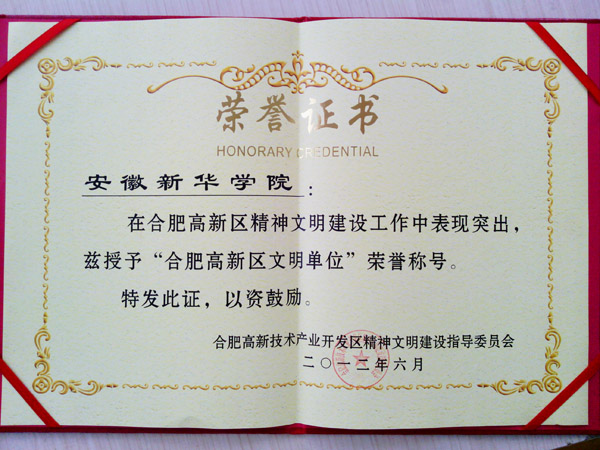 荣誉证书
HONORARY CREDENTIAL
安徽新华学院：
在合肥高新区精神文明建设工作中表现突出，
兹授予“合肥高新区文明单位”荣誉称号。
特发此证，以资鼓励。
合肥高新技术产业开发区精神文明建设指导委员会
二〇一二年六月